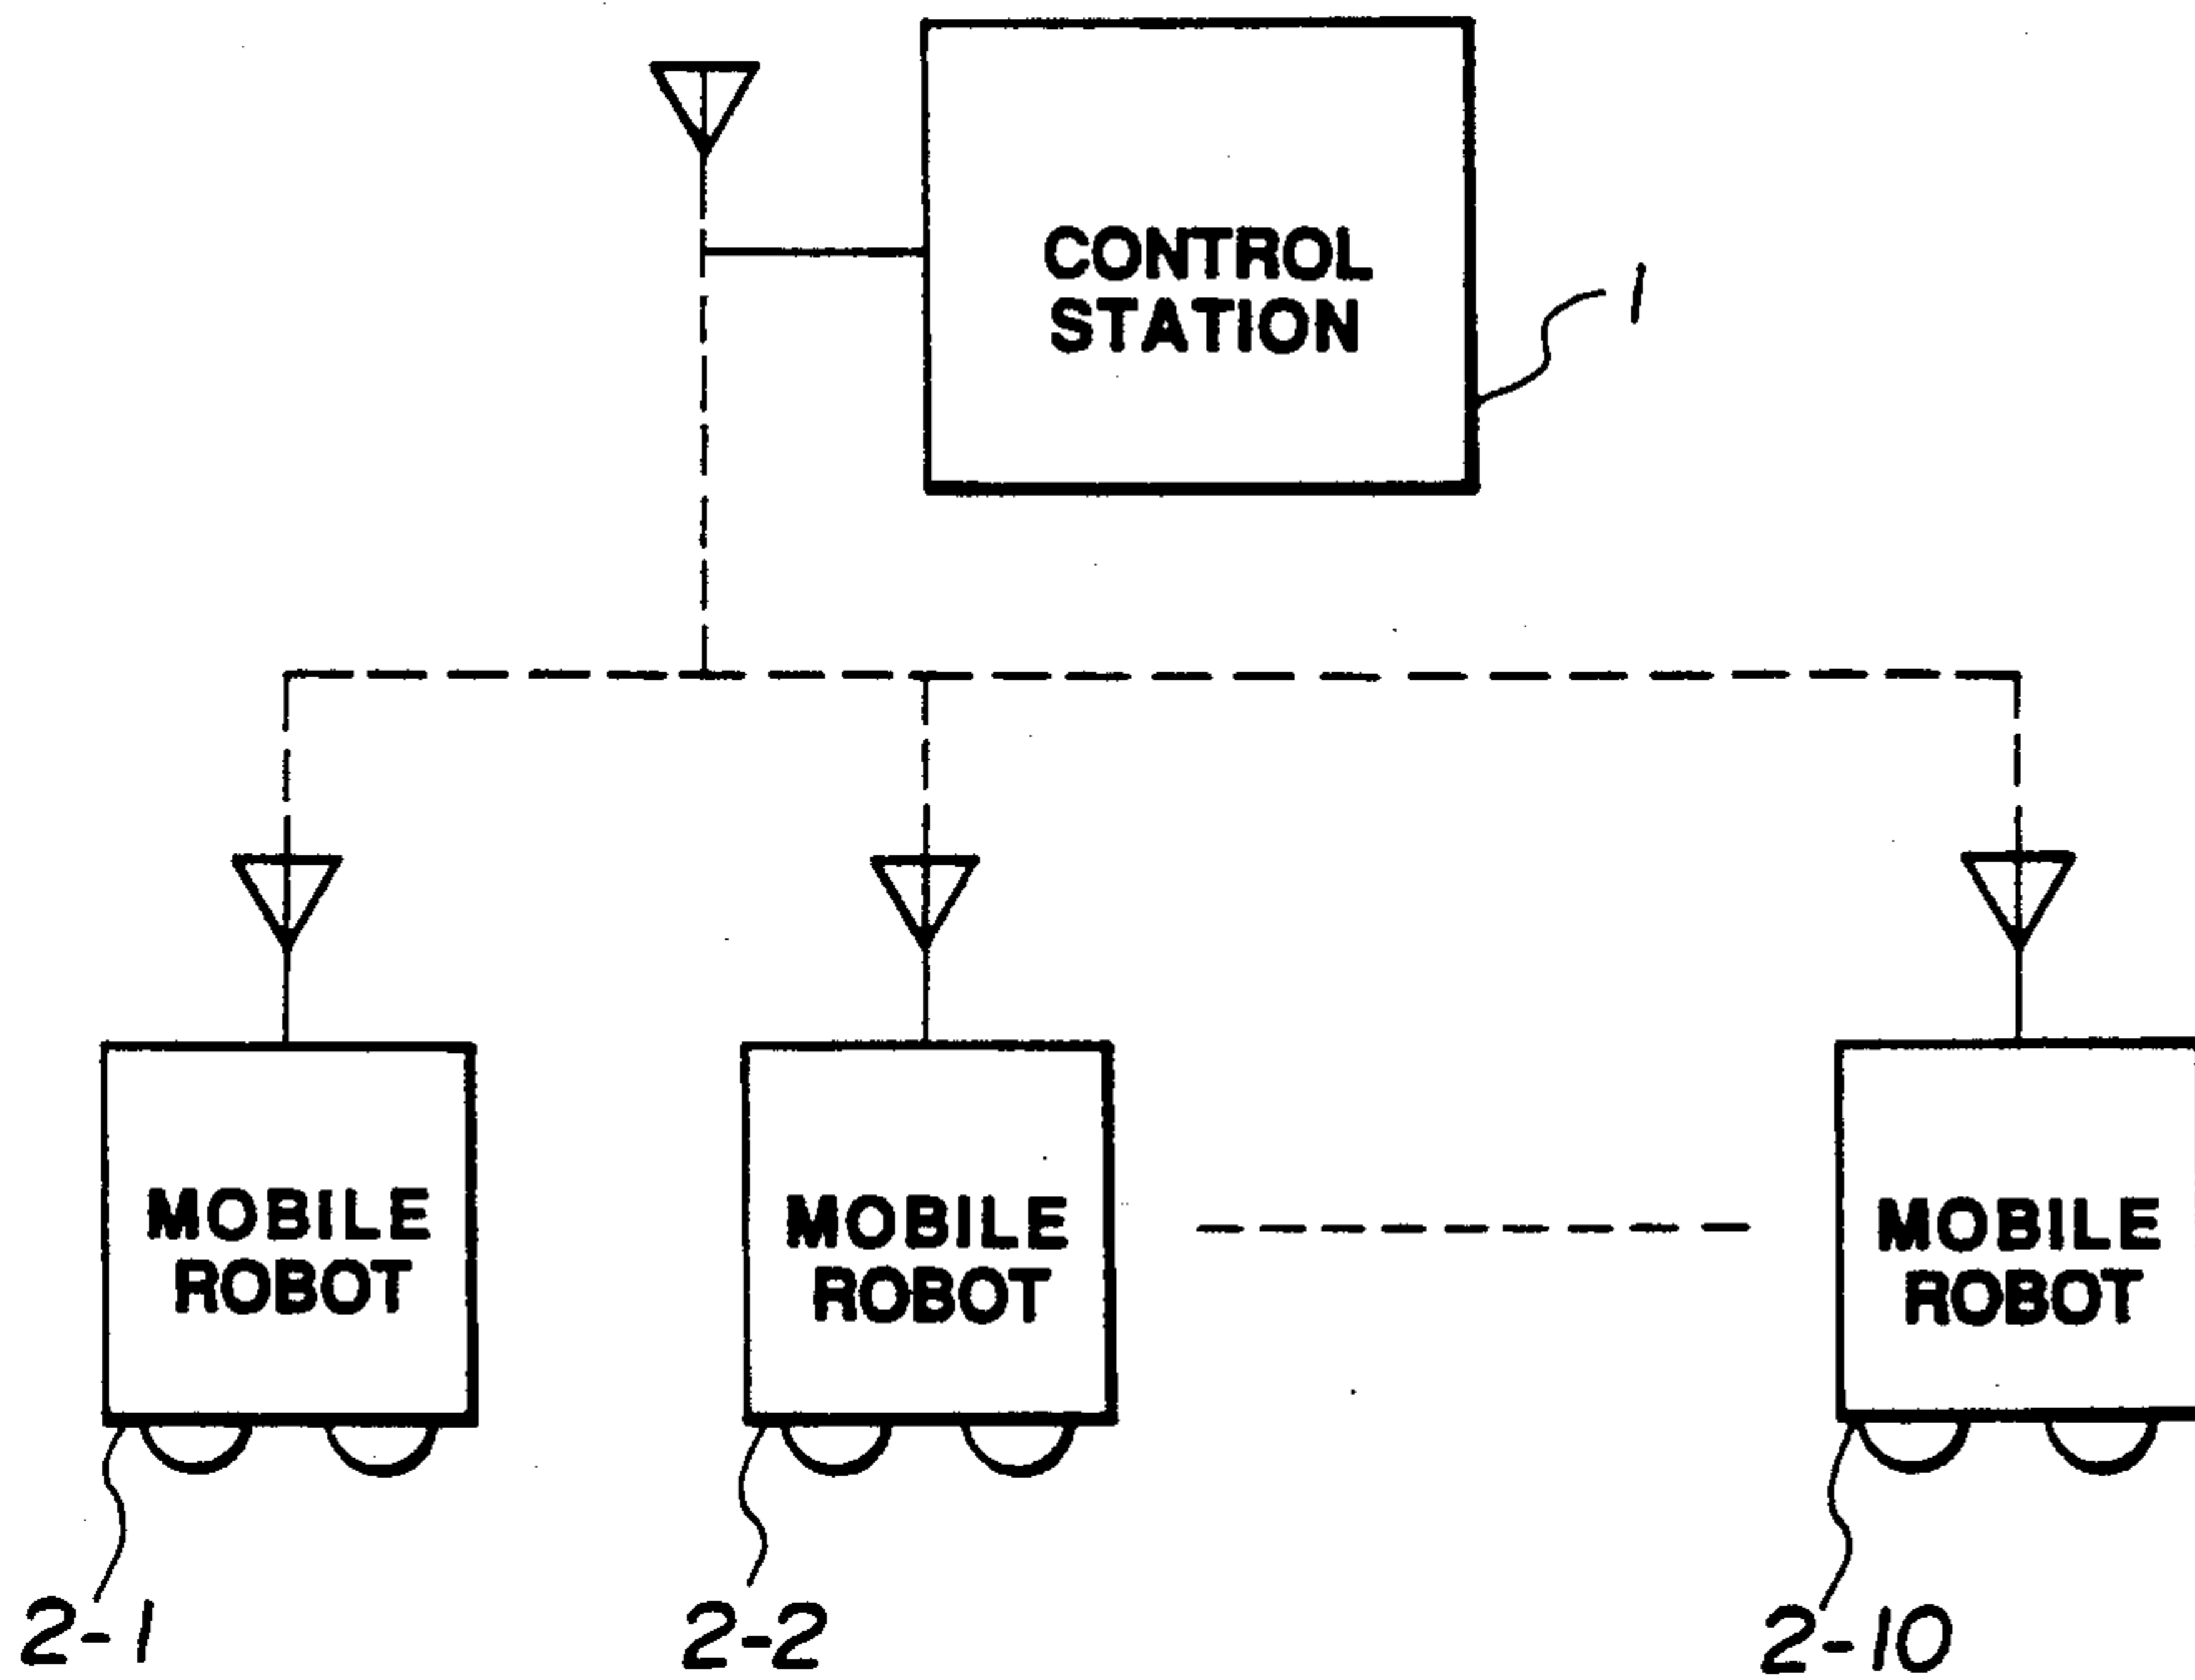 CONTROL
STATION
1
MOBILE
ROBOT
MOBILE
ROBOT
MOBILE
ROBOT
2-1
2-2
2-10